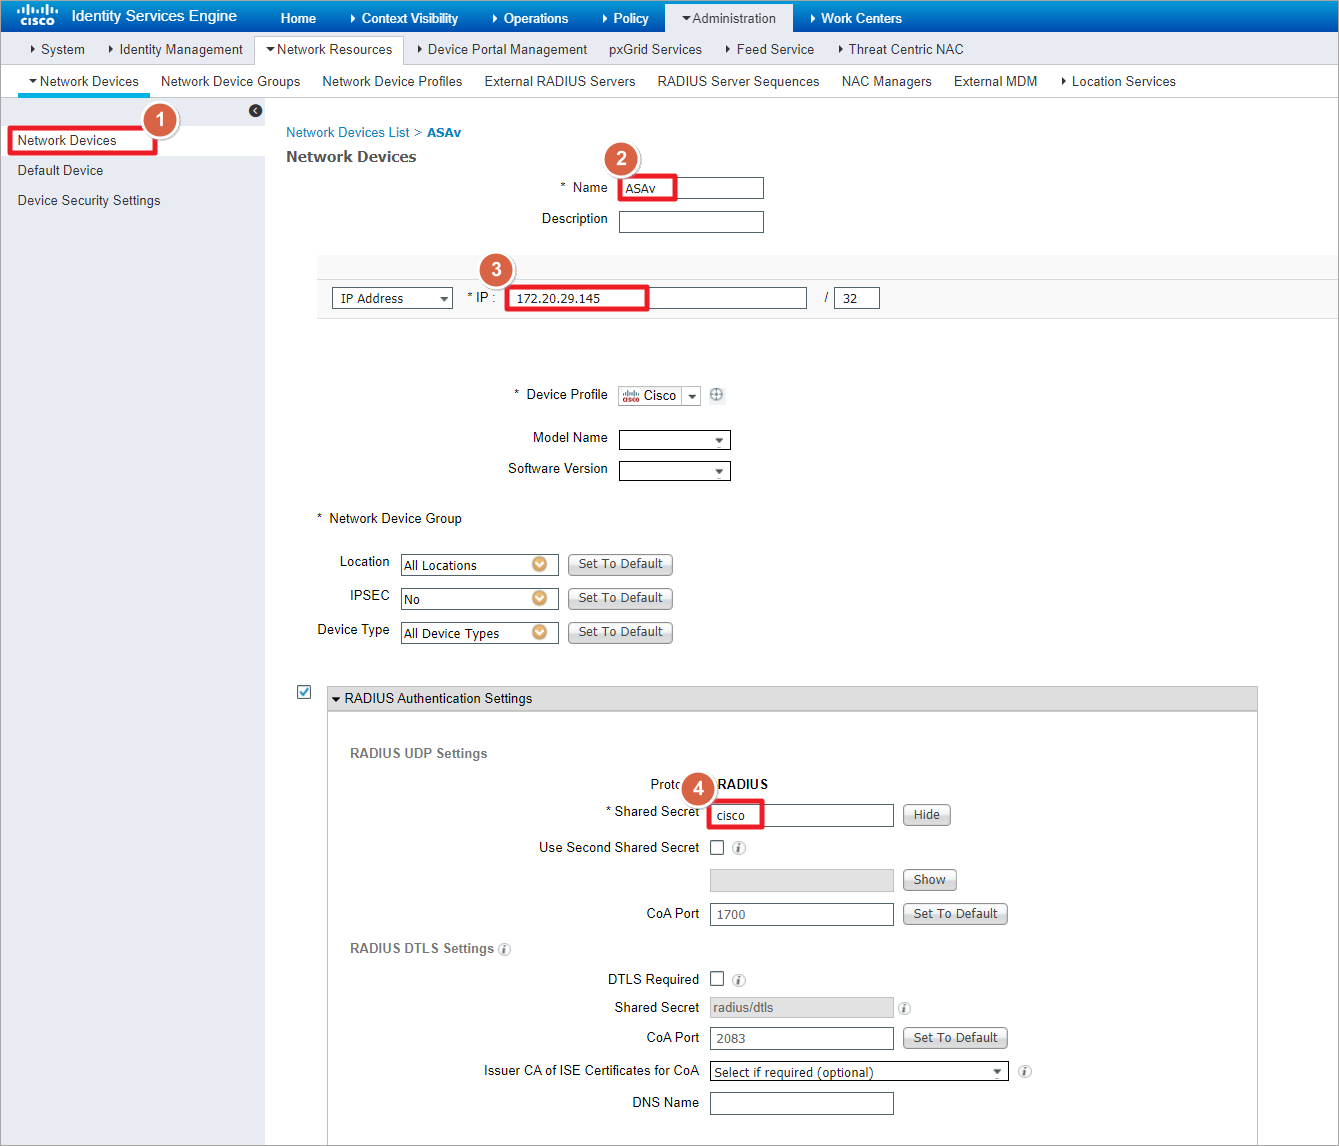 cisco Identity Services Engine Home Context Visibility Operations Policy Administration Work Centers
System Identity Management Network Resources Device Portal Management pxGrid Services Feed Service Threat Centric NAC
Network Devices Network Device Groups Network Device Profiles External RADIUS Servers RADIUS Server Sequences NAC Managers External MDM Location Services
1
Network Devices
Default Device
Device Security Settings
Network Devices List > ASAv
Network Devices
2
* Name ASAv
Description
3
IP Address * IP : 172.20.29.145 / 32
* Device Profile cisco Cisco
Model Name
Software Version
* Network Device Group
Location All Locations Set To Default
IPSEC No Set To Default
Device Type All Device Types Set To Default
RADIUS Authentication Settings
RADIUS UDP Settings
Proto 4 RADIUS
* Shared Secret cisco Hide
Use Second Shared Secret i
Show
CoA Port 1700 Set To Default
RADIUS DTLS Settings i
DTLS Required i
Shared Secret radius/dtls i
CoA Port 2083 Set To Default
Issuer CA of ISE Certificates for CoA Select if required (optional) i
DNS Name